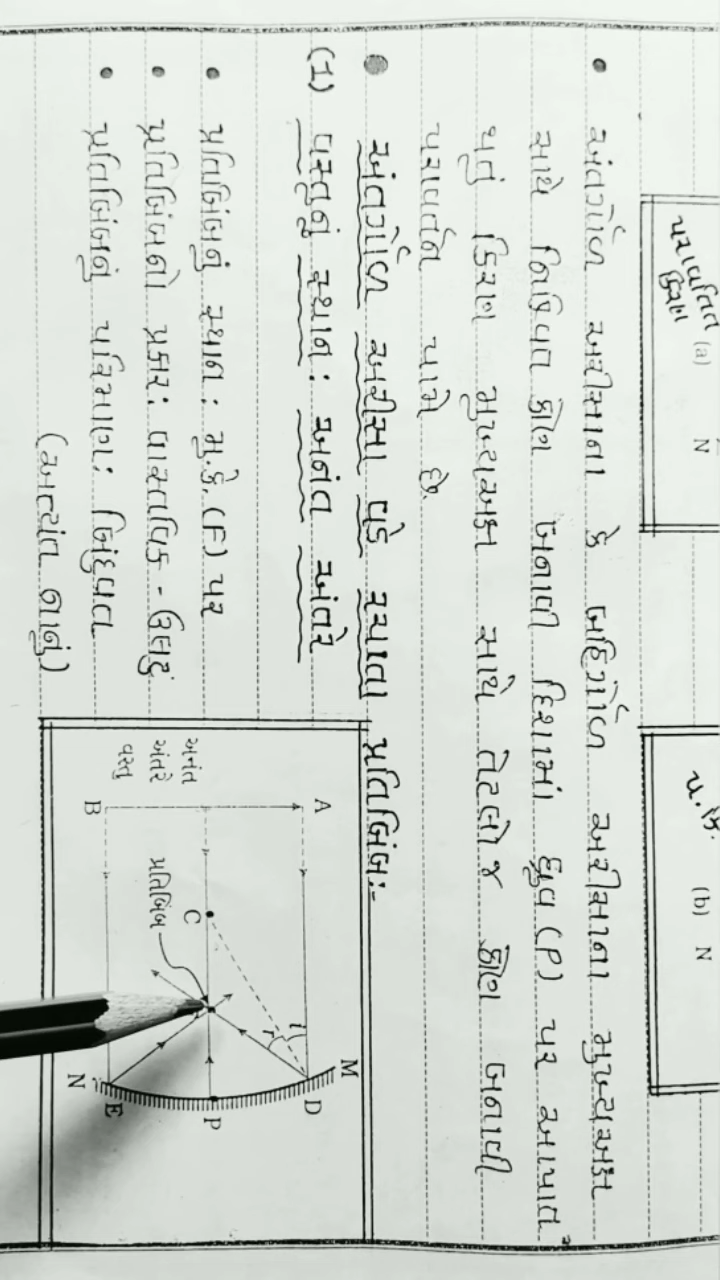 પરાવર્તિત
કિરણ
(a)
N
પ. કિ.
(b) N
• અંતર્ગોળ અરીસાના કે બહિર્ગોળ અરીસાના મુખ્યઅક્ષ
સાથે નિશ્ચિત કોણ બનાવી દિશામાં ધ્રુવ (P) પર આપાત
થતું કિરણ મુખ્યઅક્ષ સાથે તેટલો જ કોણ બનાવી
પરાવર્તન પામે છે.
• અંતર્ગોળ અરીસા વડે રચાતા પ્રતિબિંબ:-
(1) વસ્તુનું સ્થાન : અનંત અંતરે
• પ્રતિબિંબનું સ્થાન : મુ.કે. (F) પર
• પ્રતિબિંબનો પ્રકાર : વાસ્તવિક - ઉલટું
• પ્રતિબિંબનું પરિમાણ : બિંદુવત
(અત્યંત નાનું)
અનંત
અંતરે
વસ્તુ
A
B
C
પ્રતિબિંબ
i
r
M
D
P
E
N